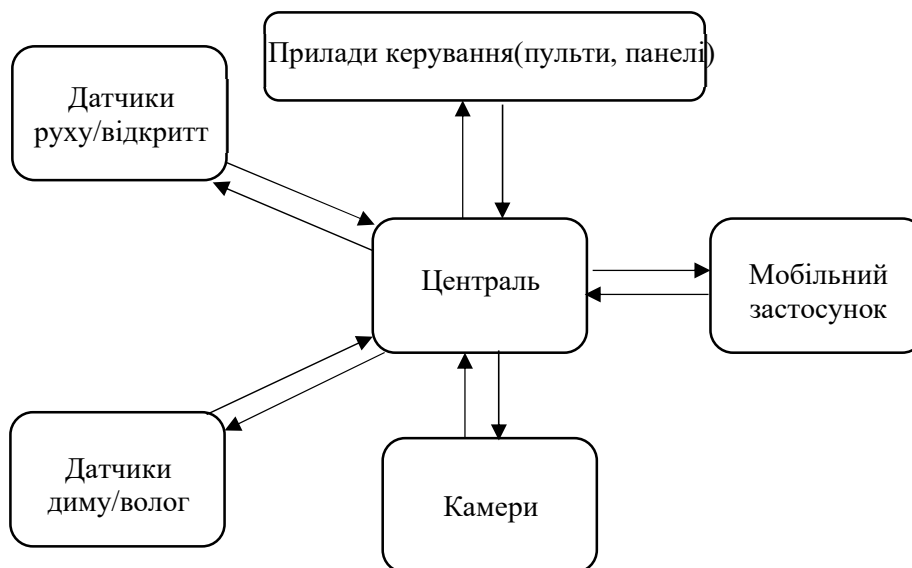 Прилади керування(пульти, панелі)
Датчики
руху/відкритт
Централь
Мобільний
застосунок
Датчики
диму/волог
Камери